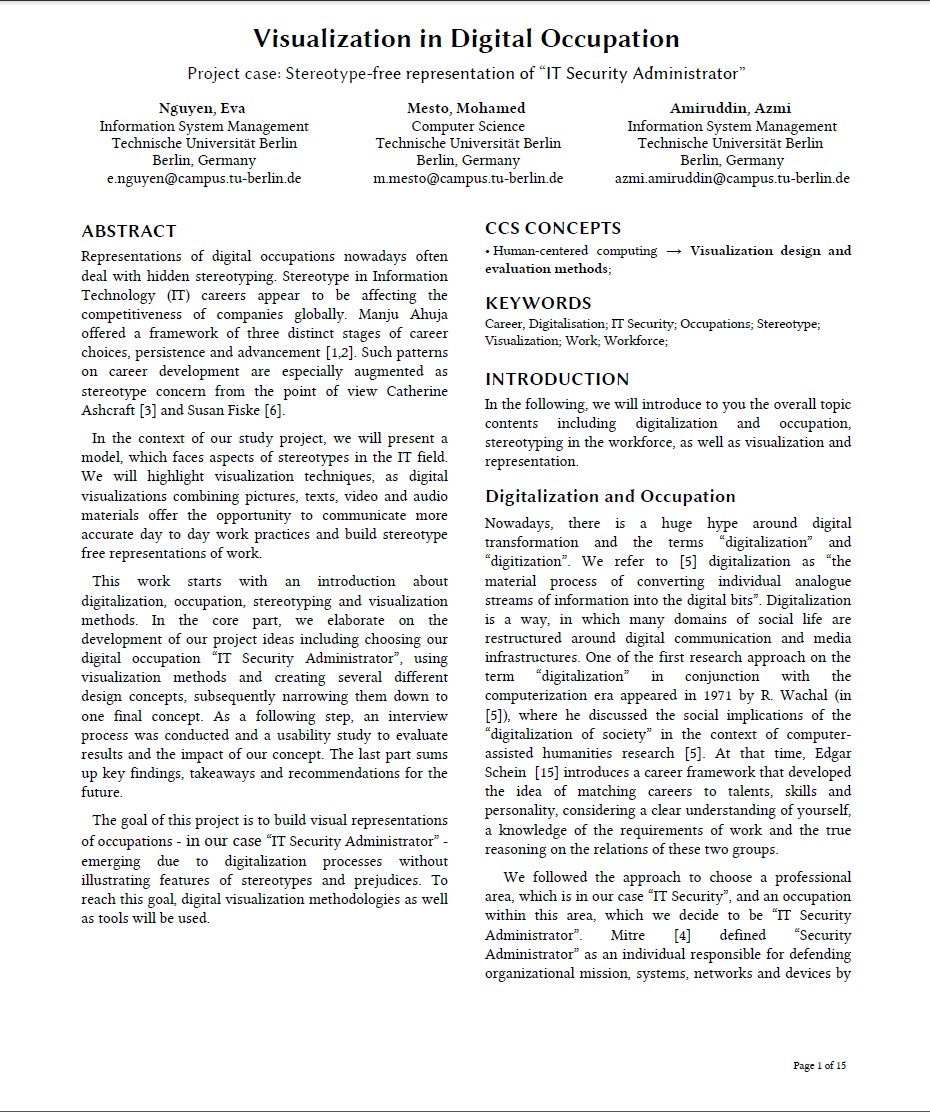 Visualization in Digital Occupation
Project case: Stereotype-free representation of “IT Security Administrator”
Nguyen, Eva
Information System Management
Technische Universität Berlin
Berlin, Germany
e.nguyen@campus.tu-berlin.de
Mesto, Mohamed
Computer Science
Technische Universität Berlin
Berlin, Germany
m.mesto@campus.tu-berlin.de
Amiruddin, Azmi
Information System Management
Technische Universität Berlin
Berlin, Germany
azmi.amiruddin@campus.tu-berlin.de
ABSTRACT
Representations of digital occupations nowadays often
deal with hidden stereotyping. Stereotype in Information
Technology (IT) careers appear to be affecting the
competitiveness of companies globally. Manju Ahuja
offered a framework of three distinct stages of career
choices, persistence and advancement [1,2]. Such patterns
on career development are especially augmented as
stereotype concern from the point of view Catherine
Ashcraft [3] and Susan Fiske [6].
In the context of our study project, we will present a
model, which faces aspects of stereotypes in the IT field.
We will highlight visualization techniques, as digital
visualizations combining pictures, texts, video and audio
materials offer the opportunity to communicate more
accurate day to day work practices and build stereotype
free representations of work.
This work starts with an introduction about
digitalization, occupation, stereotyping and visualization
methods. In the core part, we elaborate on the
development of our project ideas including choosing our
digital occupation “IT Security Administrator”, using
visualization methods and creating several different
design concepts, subsequently narrowing them down to
one final concept. As a following step, an interview
process was conducted and a usability study to evaluate
results and the impact of our concept. The last part sums
up key findings, takeaways and recommendations for the
future.
The goal of this project is to build visual representations
of occupations - in our case “IT Security Administrator” -
emerging due to digitalization processes without
illustrating features of stereotypes and prejudices. To
reach this goal, digital visualization methodologies as well
as tools will be used.
CCS CONCEPTS
• Human-centered computing → Visualization design and
evaluation methods;
KEYWORDS
Career, Digitalisation; IT Security; Occupations; Stereotype;
Visualization; Work; Workforce;
INTRODUCTION
In the following, we will introduce to you the overall topic
contents including digitalization and occupation,
stereotyping in the workforce, as well as visualization and
representation.
Digitalization and Occupation
Nowadays, there is a huge hype around digital
transformation and the terms “digitalization” and
“digitization”. We refer to [5] digitalization as “the
material process of converting individual analogue
streams of information into the digital bits”. Digitalization
is a way, in which many domains of social life are
restructured around digital communication and media
infrastructures. One of the first research approach on the
term “digitalization” in conjunction with the
computerization era appeared in 1971 by R. Wachal (in
[5]), where he discussed the social implications of the
“digitalization of society” in the context of computer-
assisted humanities research [5]. At that time, Edgar
Schein [15] introduces a career framework that developed
the idea of matching careers to talents, skills and
personality, considering a clear understanding of yourself,
a knowledge of the requirements of work and the true
reasoning on the relations of these two groups.
We followed the approach to choose a professional
area, which is in our case “IT Security”, and an occupation
within this area, which we decide to be “IT Security
Administrator”. Mitre [4] defined “Security
Administrator” as an individual responsible for defending
organizational mission, systems, networks and devices by
Page 1 of 15